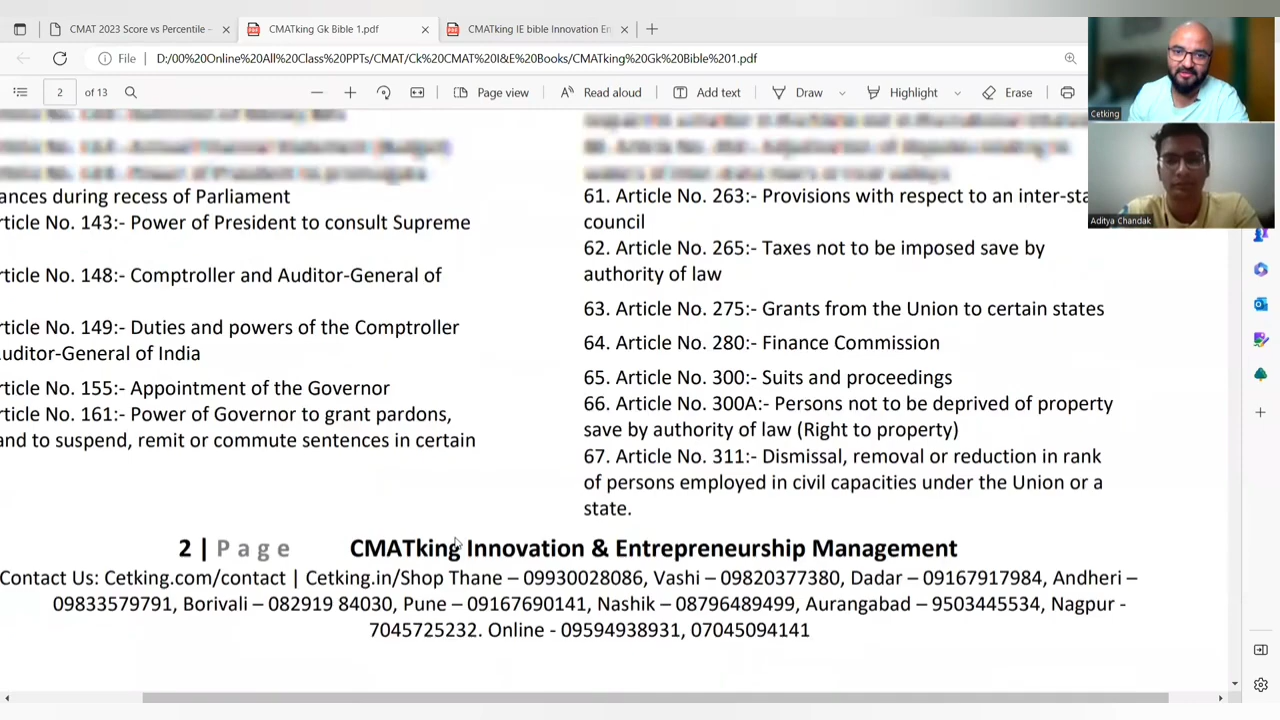 CMAT 2023 Score vs Percentile -
CMATking Gk Bible 1.pdf
CMATking IE bible Innovation En
File
D:/00%20Online%20All%20Class%20PPTs/CMAT/Ck%20CMAT%20I&E%20Books/CMATking%20Gk%20Bible%201.pdf
2
of 13
Page view
Read aloud
Add text
Draw
Highlight
Erase
Cetking
Aditya Chandak
ances during recess of Parliament
rticle No. 143:- Power of President to consult Supreme
rticle No. 148:- Comptroller and Auditor-General of
rticle No. 149:- Duties and powers of the Comptroller
uditor-General of India
rticle No. 155:- Appointment of the Governor
rticle No. 161:- Power of Governor to grant pardons,
and to suspend, remit or commute sentences in certain
61. Article No. 263:- Provisions with respect to an inter-sta
council
62. Article No. 265:- Taxes not to be imposed save by
authority of law
63. Article No. 275:- Grants from the Union to certain states
64. Article No. 280:- Finance Commission
65. Article No. 300:- Suits and proceedings
66. Article No. 300A:- Persons not to be deprived of property
save by authority of law (Right to property)
67. Article No. 311:- Dismissal, removal or reduction in rank
of persons employed in civil capacities under the Union or a
state.
2 | P a g e CMATking Innovation & Entrepreneurship Management
Contact Us: Cetking.com/contact | Cetking.in/Shop Thane – 09930028086, Vashi – 09820377380, Dadar – 09167917984, Andheri –
09833579791, Borivali – 082919 84030, Pune – 09167690141, Nashik – 08796489499, Aurangabad – 9503445534, Nagpur -
7045725232. Online - 09594938931, 07045094141